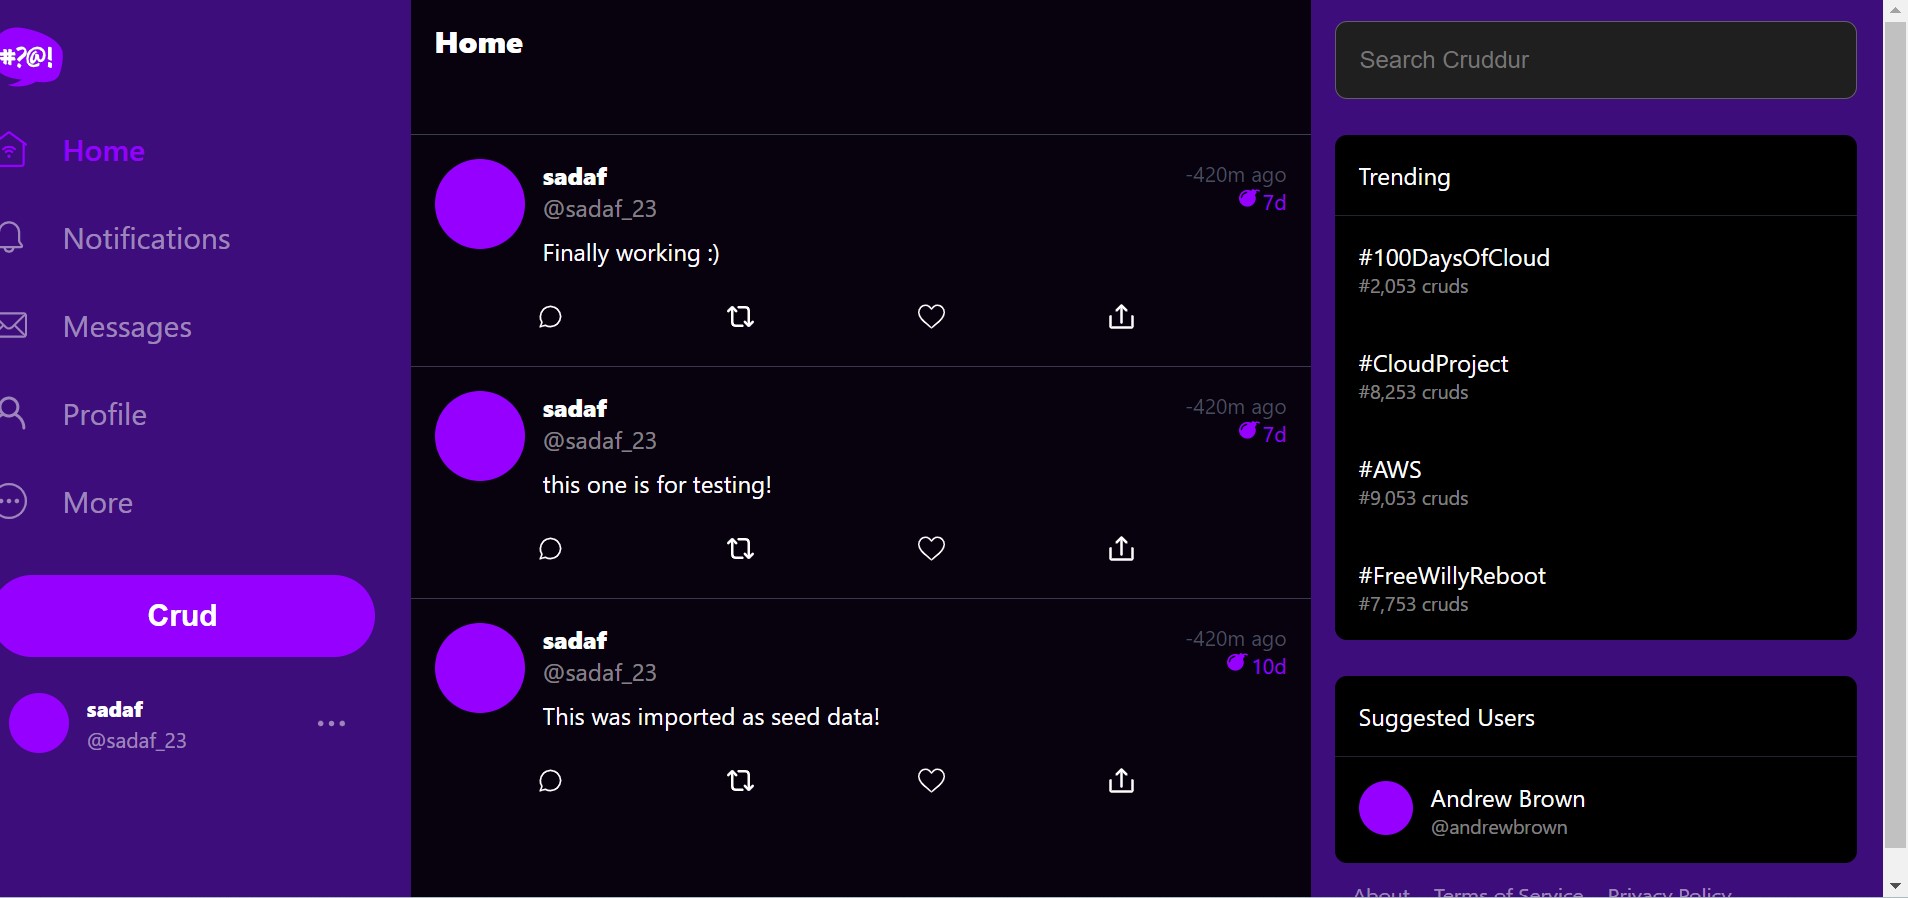 #?@!
Home
Notifications
Messages
Profile
More
Crud
sadaf
@sadaf_23
Home
sadaf
@sadaf_23
-420m ago
7d
Finally working :)
sadaf
@sadaf_23
-420m ago
7d
this one is for testing!
sadaf
@sadaf_23
-420m ago
10d
This was imported as seed data!
Search Cruddur
Trending
#100DaysOfCloud
#2,053 cruds
#CloudProject
#8,253 cruds
#AWS
#9,053 cruds
#FreeWillyReboot
#7,753 cruds
Suggested Users
Andrew Brown
@andrewbrown
About Terms of Service Privacy Policy